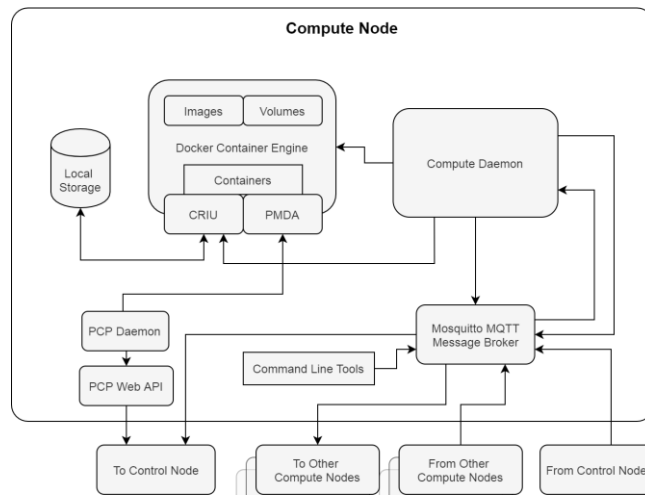 Compute Node
Images
Volumes
Docker Container Engine
Compute Daemon
Local
Storage
Containers
CRIU
PMDA
PCP Daemon
Mosquitto MQTT
Message Broker
Command Line Tools
PCP Web API
To Control Node
To Other
Compute Nodes
From Other
Compute Nodes
From Control Node